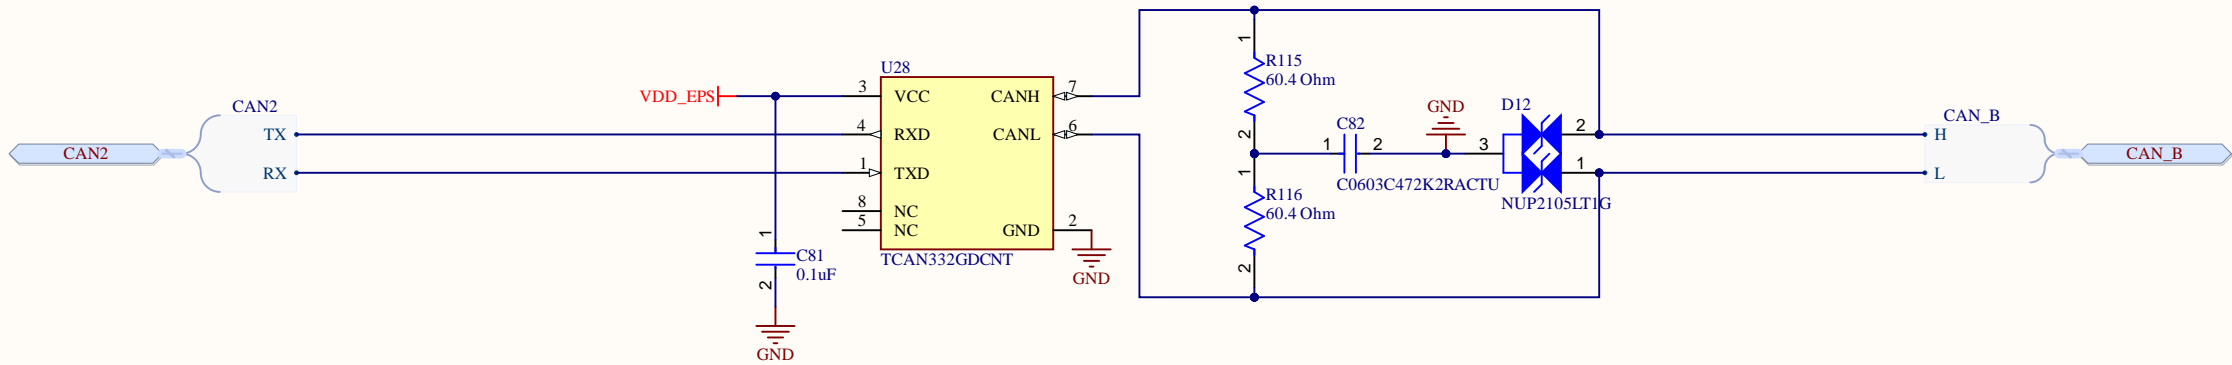 CAN2
CAN2
TX
RX
VDD_EPS
1
C81
0.1uF
2
GND
U28
3
VCC
CANH
7
4
RXD
CANL
6
1
TXD
8
NC
5
NC
GND
2
TCAN332GDCNT
GND
1
R115
60.4 Ohm
2
1
R116
60.4 Ohm
2
C82
1
2
C0603C472K2RACTU
GND
D12
3
2
1
NUP2105LT1G
CAN_B
H
L
CAN_B